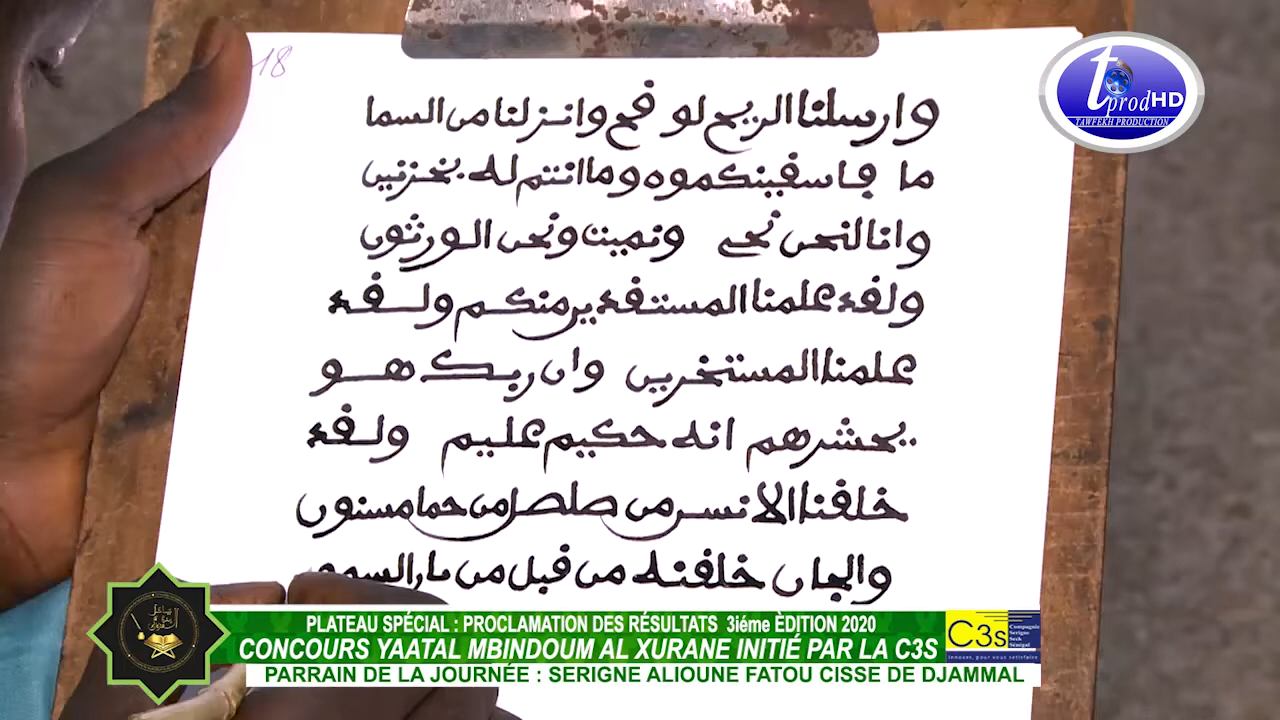 18
وارسلنا الريح لوفح وانزلنا من السما
ما فاسفينكموه وما انتم له بخزنين
وانا لنحن نحي ونميت ونحن الورثون
ولفد علمنا المستفدمين منكم ولفد
علمنا المستخرين وان ربك هو
يحشرهم انه حكيم عليم ولفد
خلفنا الانسن من صلصل من حما مسنون
والجان خلفنه من فبل من نار السموم
tprodHD
TAWFEKH PRODUCTION
PLATEAU SPÉCIAL : PROCLAMATION DES RÉSULTATS 3iéme ÈDITION 2020
CONCOURS YAATAL MBINDOUM AL XURANE INITIÉ PAR LA C3S
PARRAIN DE LA JOURNÉE : SERIGNE ALIOUNE FATOU CISSE DE DJAMMAL
C3s
Compagnie
Serigne
Seck
Sénégal
Innover, pour vous satisfaire